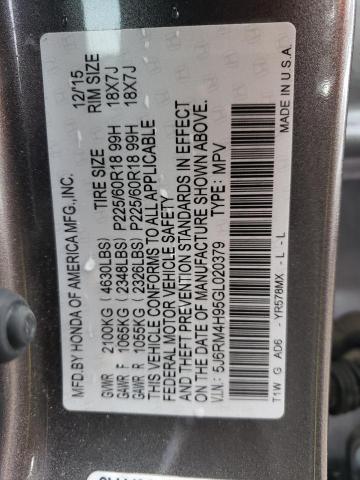 MFD.BY HONDA OF AMERICA MFG.,INC. 12/'15
TIRE SIZE RIM SIZE
GVWR 2100KG (4630LBS)
GAWR F 1065KG (2348LBS) P225/60R18 99H 18X7J
GAWR R 1055KG (2326LBS) P225/60R18 99H 18X7J
THIS VEHICLE CONFORMS TO ALL APPLICABLE
FEDERAL MOTOR VEHICLE SAFETY
AND THEFT PREVENTION STANDARDS IN EFFECT
ON THE DATE OF MANUFACTURE SHOWN ABOVE.
V.I.N.: 5J6RM4H95GL020379 MPV
T1W G AD6 - YR578MX - L - L MADE IN U.S.A.